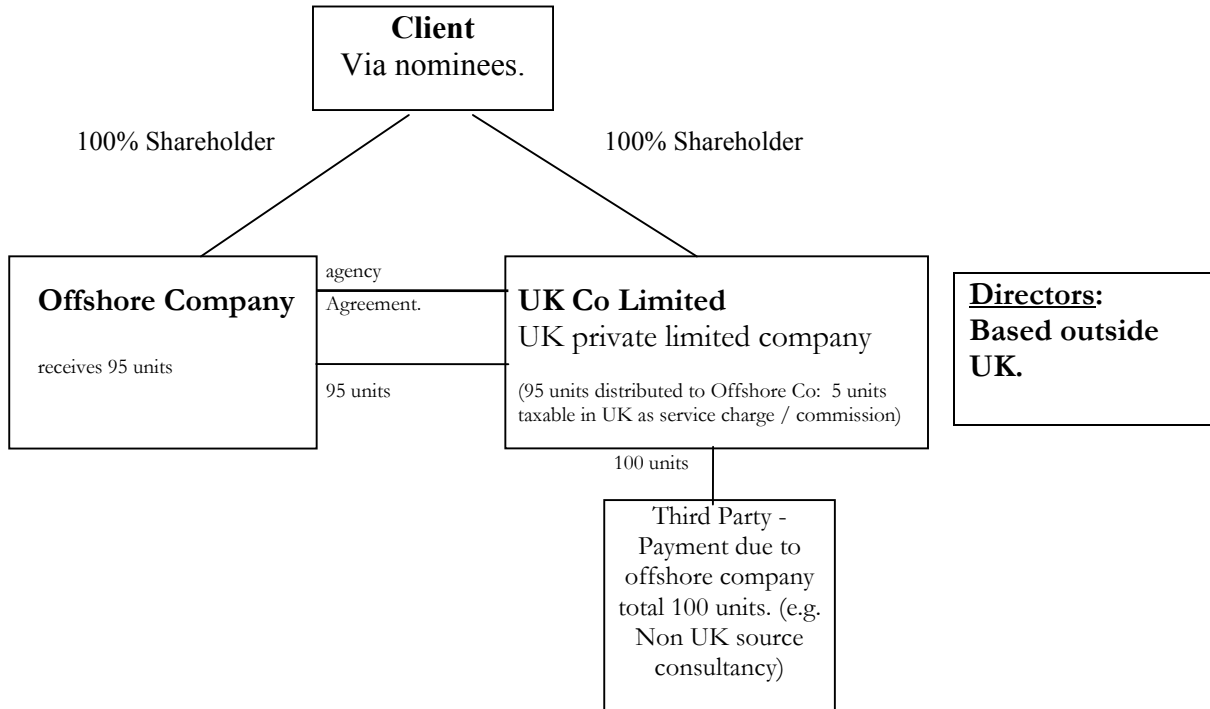 Client
Via nominees.
100% Shareholder
100% Shareholder
Offshore Company
receives 95 units
agency
Agreement.
95 units
UK Co Limited
UK private limited company
(95 units distributed to Offshore Co:  5 units
taxable in UK as service charge / commission)
Directors:
Based outside
UK.
100 units
Third Party -
Payment due to
offshore company
total 100 units. (e.g.
Non UK source
consultancy)